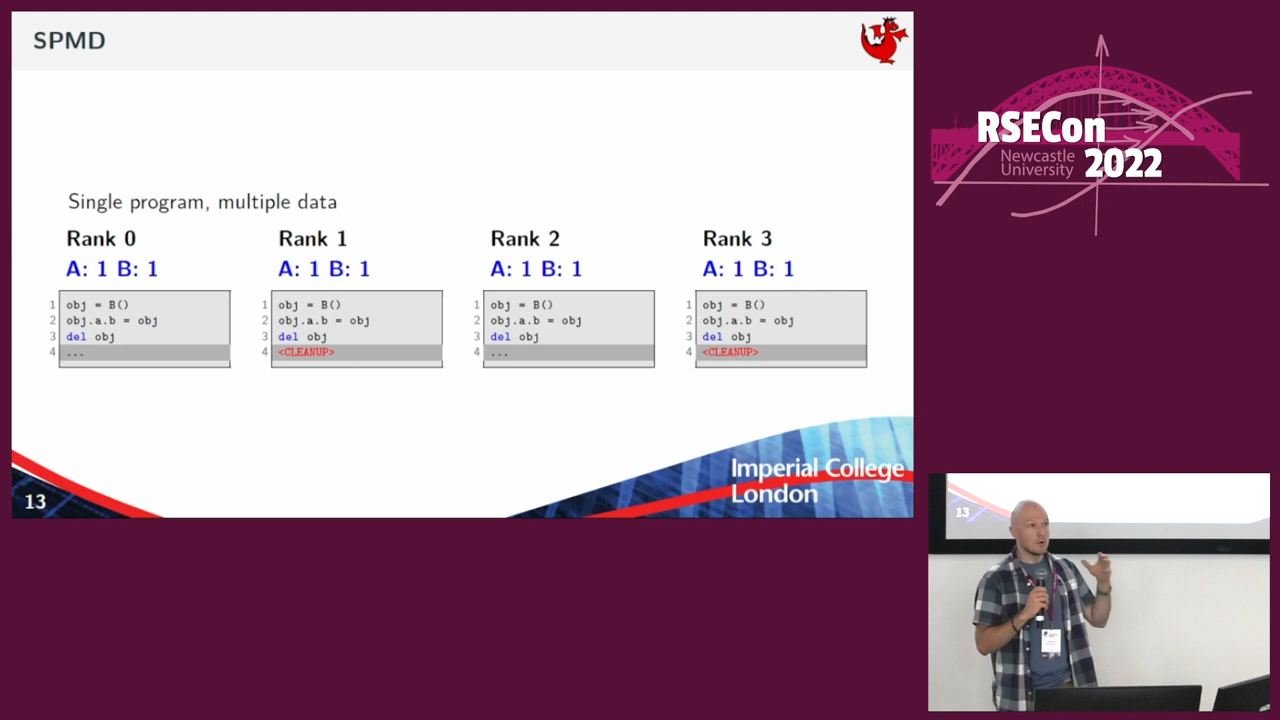 SPMD
Single program, multiple data
Rank 0
A: 1 B: 1
1 obj = B()
2 obj.a.b = obj
3 del obj
4 ...
Rank 1
A: 1 B: 1
1 obj = B()
2 obj.a.b = obj
3 del obj
4 <CLEANUP>
Rank 2
A: 1 B: 1
1 obj = B()
2 obj.a.b = obj
3 del obj
4 ...
Rank 3
A: 1 B: 1
1 obj = B()
2 obj.a.b = obj
3 del obj
4 <CLEANUP>
13
Imperial College
London
RSECon
Newcastle
University
2022
13